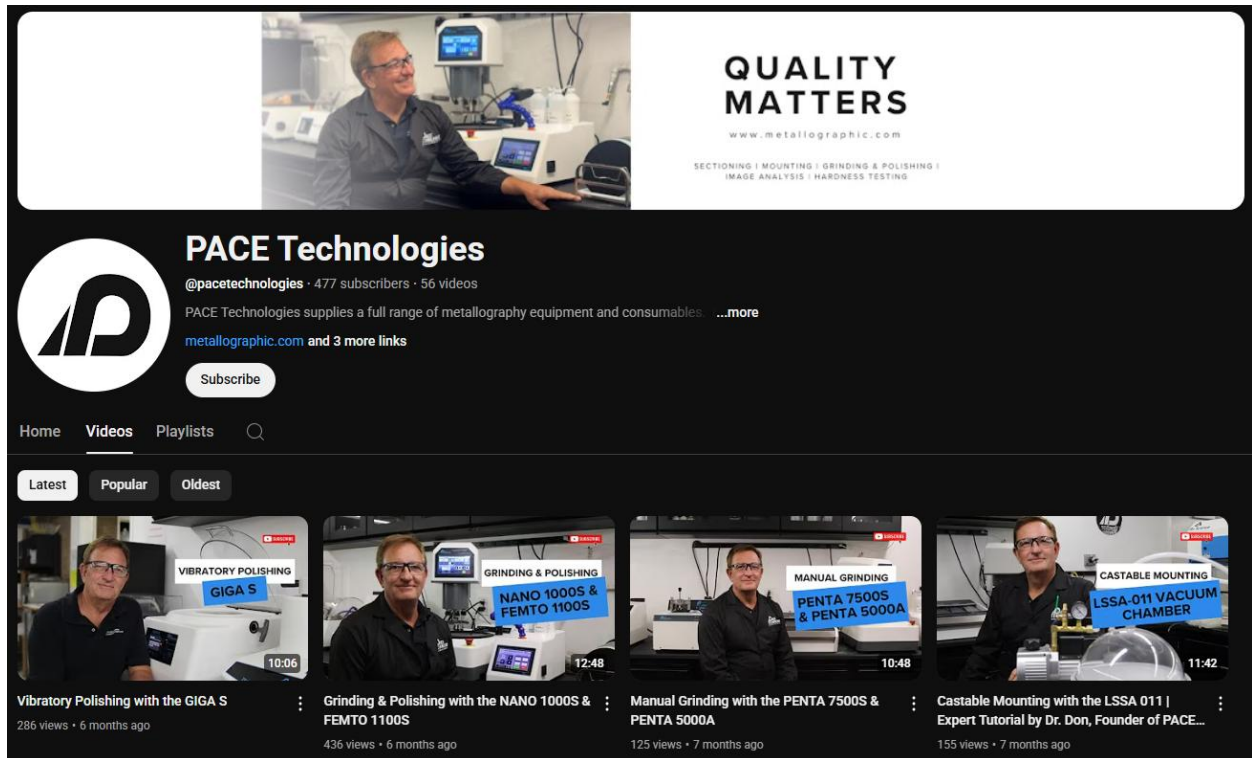 QUALITY
MATTERS
www.metallographic.com
SECTIONING | MOUNTING | GRINDING & POLISHING |
IMAGE ANALYSIS | HARDNESS TESTING
PACE Technologies
@pacetechnologies · 477 subscribers · 56 videos
PACE Technologies supplies a full range of metallography equipment and consumables. ...more
metallographic.com and 3 more links
Subscribe
Home Videos Playlists
Latest Popular Oldest
SUBSCRIBE
VIBRATORY POLISHING
GIGA S
10:06
SUBSCRIBE
GRINDING & POLISHING
NANO 1000S &
FEMTO 1100S
12:48
SUBSCRIBE
MANUAL GRINDING
PENTA 7500S
& PENTA 5000A
10:48
SUBSCRIBE
CASTABLE MOUNTING
LSSA-011 VACUUM
CHAMBER
11:42
Vibratory Polishing with the GIGA S
286 views • 6 months ago
Grinding & Polishing with the NANO 1000S &
FEMTO 1100S
436 views • 6 months ago
Manual Grinding with the PENTA 7500S &
PENTA 5000A
125 views • 7 months ago
Castable Mounting with the LSSA 011 |
Expert Tutorial by Dr. Don, Founder of PACE...
155 views • 7 months ago